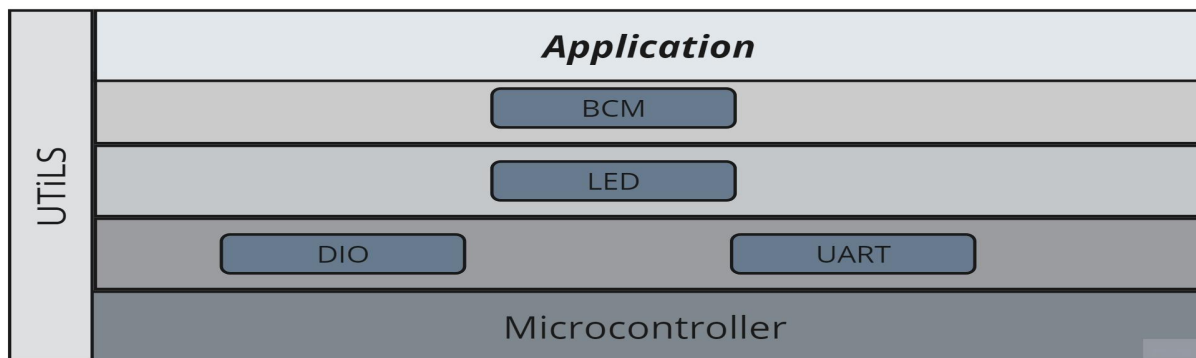 UTiLS
Application
BCM
LED
DIO
UART
Microcontroller